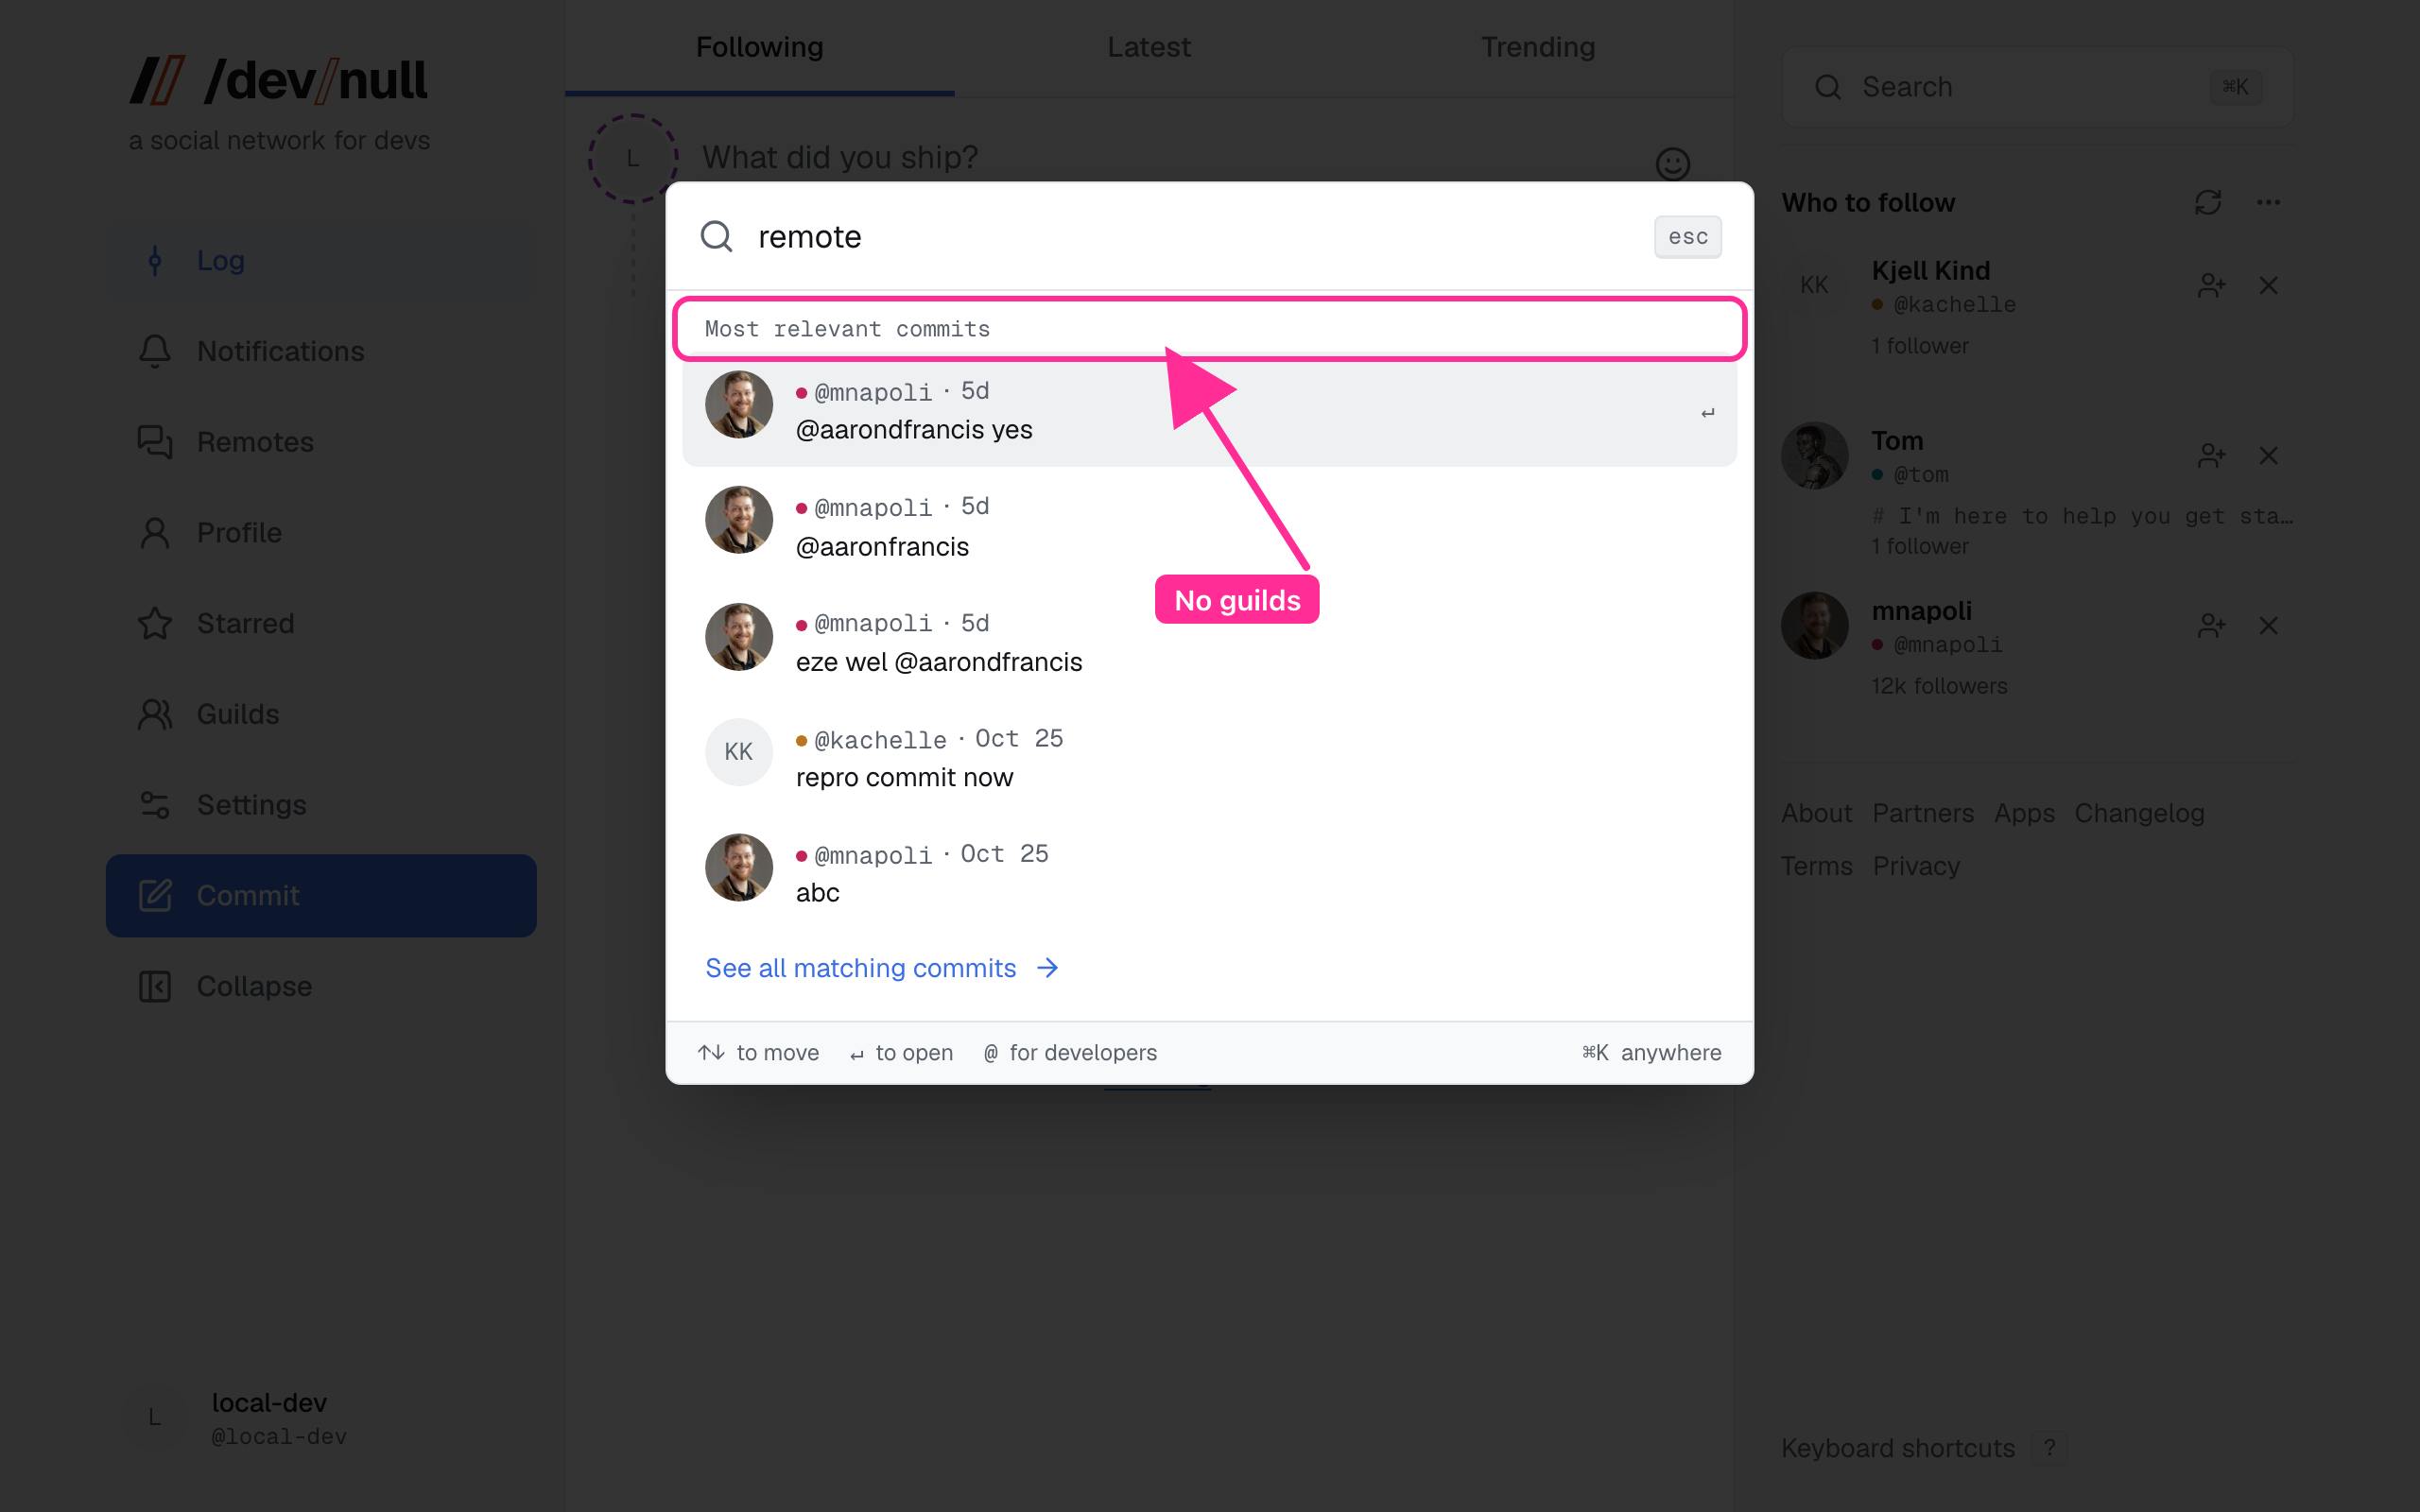 /dev/null
a social network for devs
Log
Notifications
Remotes
Profile
Starred
Guilds
Settings
Commit
Collapse
L
local-dev
@local-dev
Following
Latest
Trending
L
What did you ship?
remote
esc
Most relevant commits
@mnapoli · 5d
@aarondfrancis yes
↵
@mnapoli · 5d
@aaronfrancis
No guilds
@mnapoli · 5d
eze wel @aarondfrancis
KK
@kachelle · Oct 25
repro commit now
@mnapoli · Oct 25
abc
See all matching commits →
↑↓ to move ↵ to open @ for developers ⌘K anywhere
Search ⌘K
Who to follow
KK
Kjell Kind
@kachelle
1 follower
Tom
@tom
# I'm here to help you get sta…
1 follower
mnapoli
@mnapoli
12k followers
About Partners Apps Changelog
Terms Privacy
Keyboard shortcuts ?